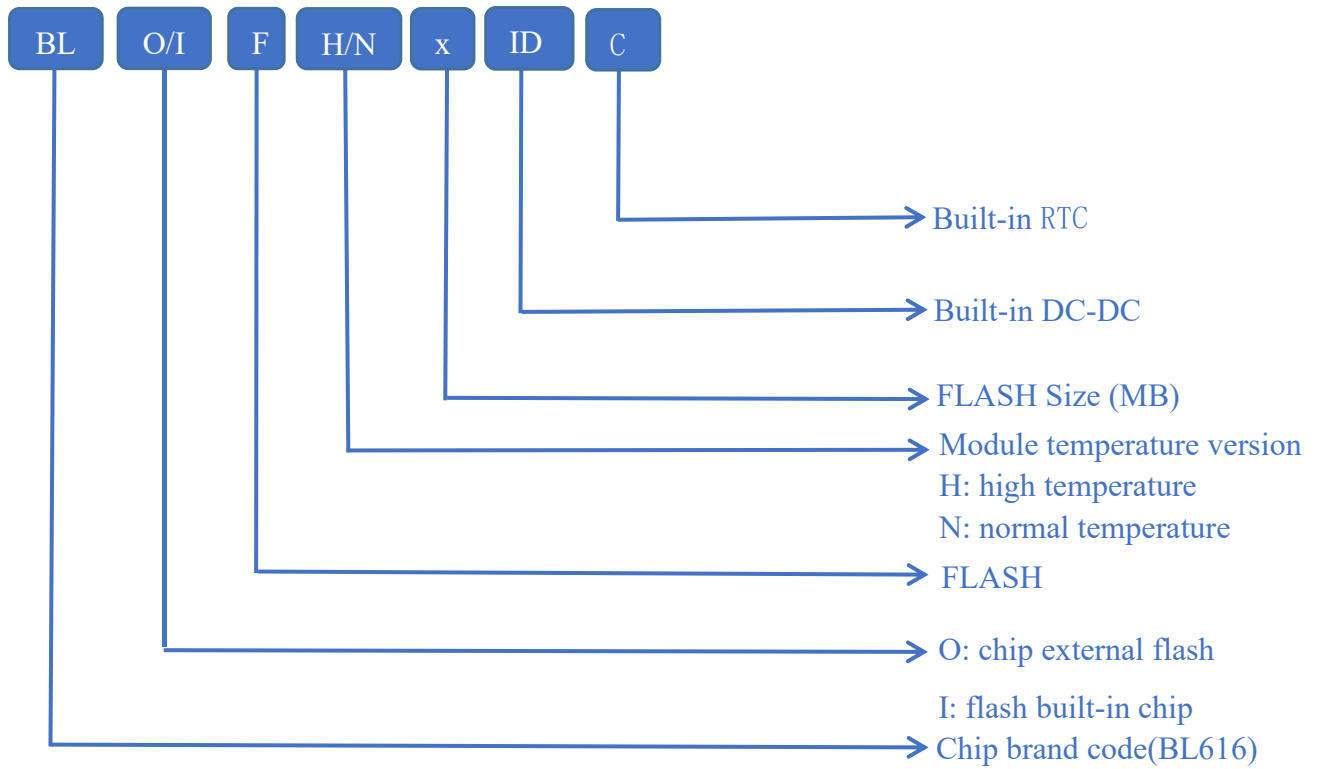 BL O/I F H/N x ID C
Built-in RTC
Built-in DC-DC
FLASH Size (MB)
Module temperature version
H: high temperature
N: normal temperature
FLASH
O: chip external flash
I: flash built-in chip
Chip brand code(BL616)